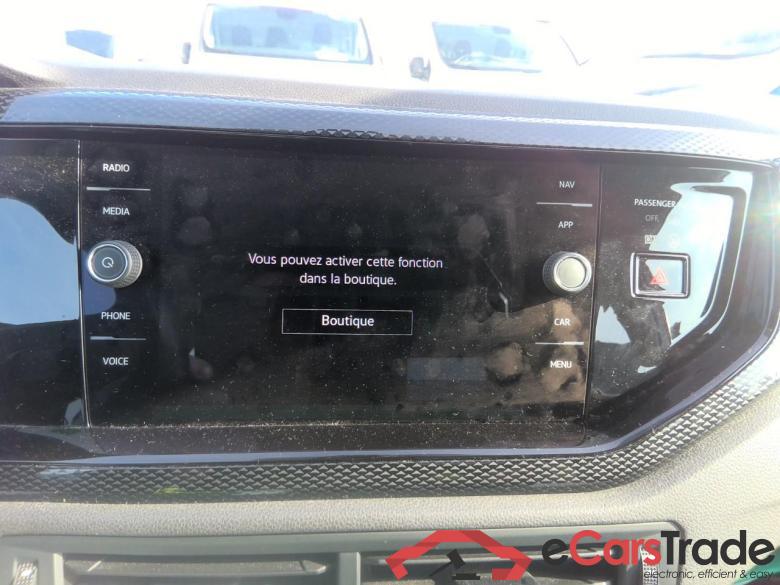 RADIO
MEDIA
PHONE
VOICE
Vous pouvez activer cette fonction
dans la boutique.
Boutique
NAV
APP
CAR
MENU
PASSENGER
OFF
eCarsTrade
electronic, efficient & easy